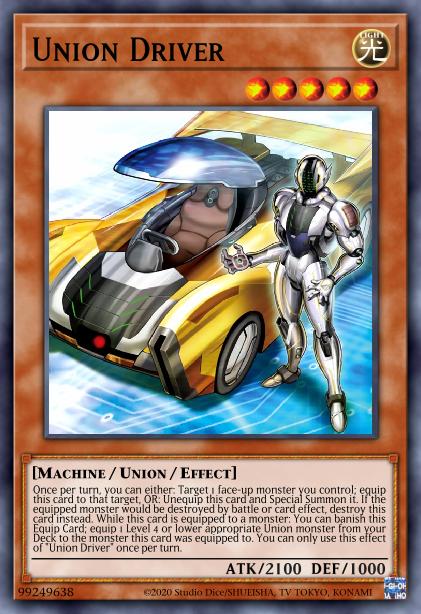 UNION DRIVER
LIGHT
光
[MACHINE / UNION / EFFECT]
Once per turn, you can either: Target 1 face-up monster you control; equip
this card to that target, OR: Unequip this card and Special Summon it. If the
equipped monster would be destroyed by battle or card effect, destroy this
card instead. While this card is equipped to a monster: You can banish this
Equip Card; equip 1 Level 4 or lower appropriate Union monster from your
Deck to the monster this card was equipped to. You can only use this effect
of "Union Driver" once per turn.
ATK/2100 DEF/1000
99249638 ©2020 Studio Dice/SHUEISHA, TV TOKYO, KONAMI